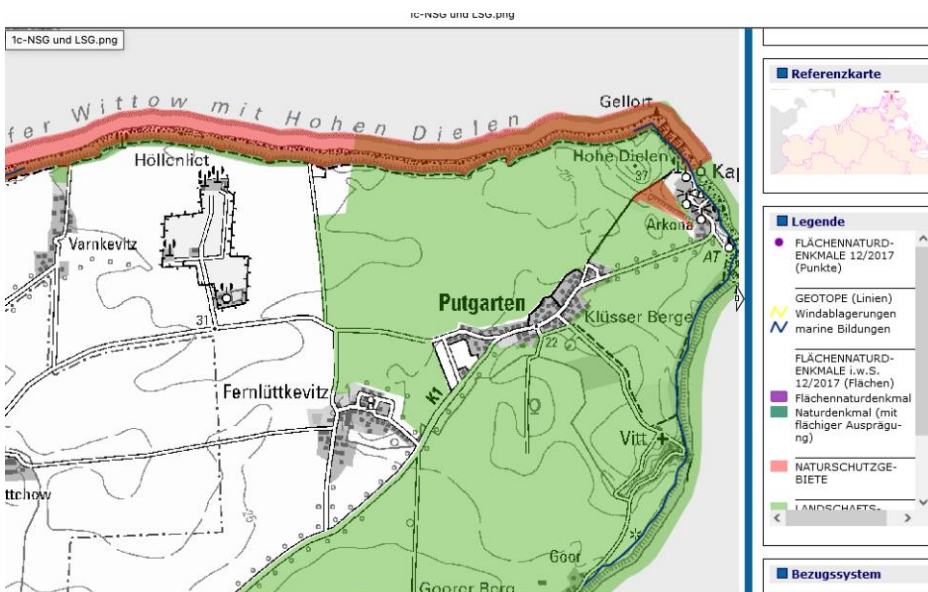 1c-NSG und LSG.png
1c-NSG und LSG.png
fer Wittow mit Hohen Dielen
Gellort
Höllenliet
Hohe Dielen
37
Kap
Varnkevitz
Arkona
AT
Putgarten
Klüsser Berge
31
22
Fernlüttkevitz
K1
Vitt
ttchow
Goor
Goorer Berg
Referenzkarte
Legende
FLÄCHENNATURD-
ENKMALE 12/2017
(Punkte)
GEOTOPE (Linien)
Windablagerungen
marine Bildungen
FLÄCHENNATURD-
ENKMALE i.w.S.
12/2017 (Flächen)
Flächennaturdenkmal
Naturdenkmal (mit
flächiger Ausprägu-
ng)
NATURSCHUTZGE-
BIETE
LANDSCHAFTS-
Bezugssystem